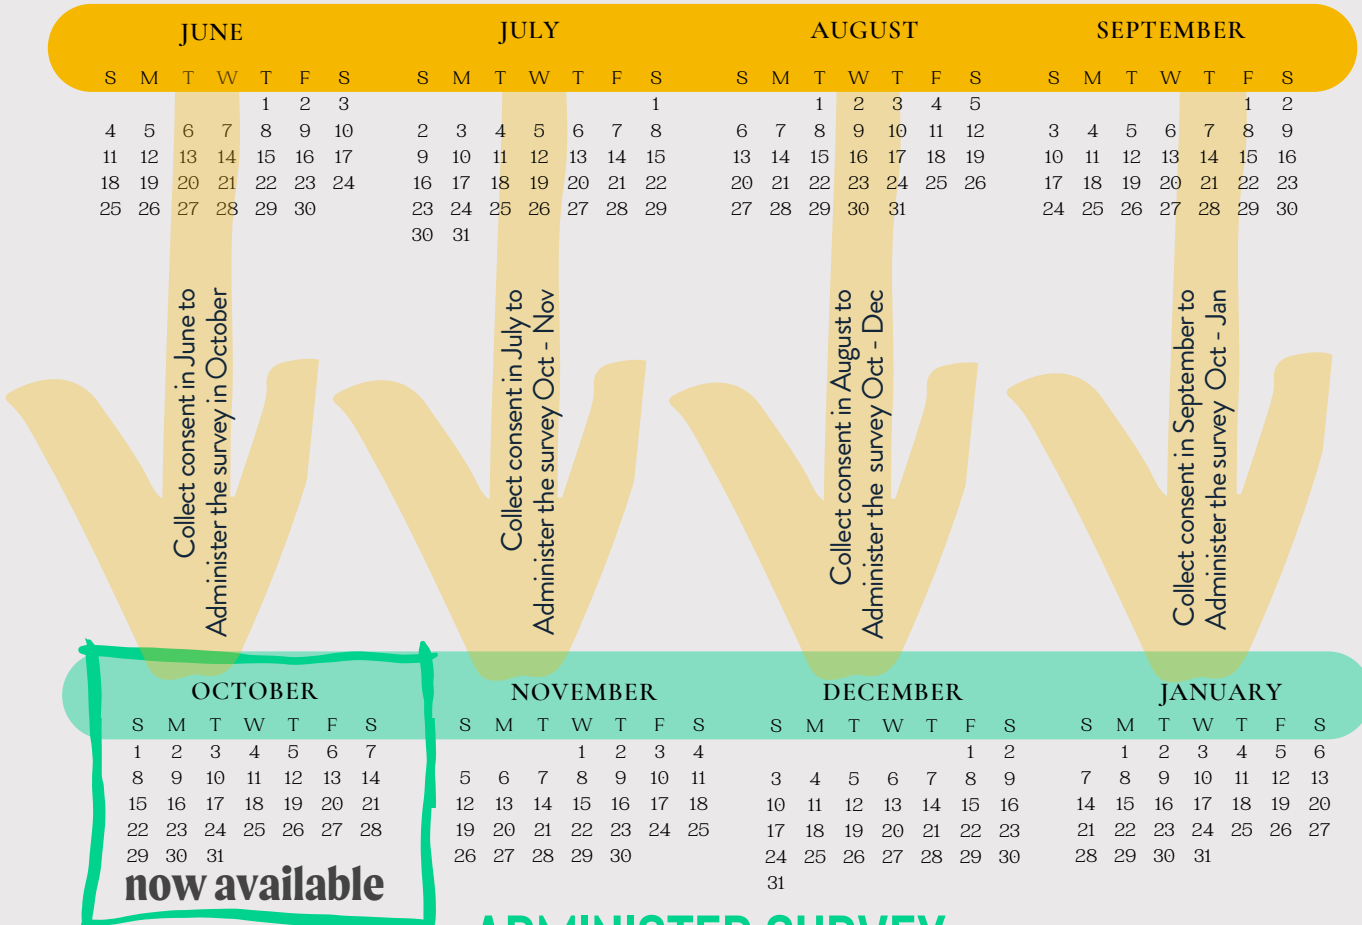 JUNE JULY AUGUST SEPTEMBER
S M T W T F S S M T W T F S S M T W T F S S M T W T F S
1 2 3 1 1 2 3 4 5 1 2
4 5 6 7 8 9 10 2 3 4 5 6 7 8 6 7 8 9 10 11 12 3 4 5 6 7 8 9
11 12 13 14 15 16 17 9 10 11 12 13 14 15 13 14 15 16 17 18 19 10 11 12 13 14 15 16
18 19 20 21 22 23 24 16 17 18 19 20 21 22 20 21 22 23 24 25 26 17 18 19 20 21 22 23
25 26 27 28 29 30 23 24 25 26 27 28 29 27 28 29 30 31 24 25 26 27 28 29 30
30 31
Collect consent in June to
Administer the survey in October
Collect consent in July to
Administer the survey Oct - Nov
Collect consent in August to
Administer the survey Oct - Dec
Collect consent in September to
Administer the survey Oct - Jan
OCTOBER NOVEMBER DECEMBER JANUARY
S M T W T F S S M T W T F S S M T W T F S S M T W T F S
1 2 3 4 5 6 7 1 2 3 4 1 2 1 2 3 4 5 6
8 9 10 11 12 13 14 5 6 7 8 9 10 11 3 4 5 6 7 8 9 7 8 9 10 11 12 13
15 16 17 18 19 20 21 12 13 14 15 16 17 18 10 11 12 13 14 15 16 14 15 16 17 18 19 20
22 23 24 25 26 27 28 19 20 21 22 23 24 25 17 18 19 20 21 22 23 21 22 23 24 25 26 27
29 30 31 26 27 28 29 30 24 25 26 27 28 29 30 28 29 30 31
31
now available
ADMINISTER SURVEY